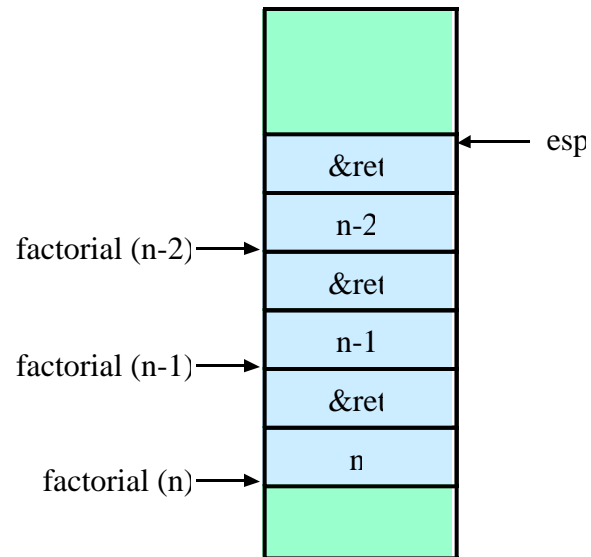 esp
&ret
n-2
factorial (n-2)
&ret
n-1
factorial (n-1)
&ret
n
factorial (n)